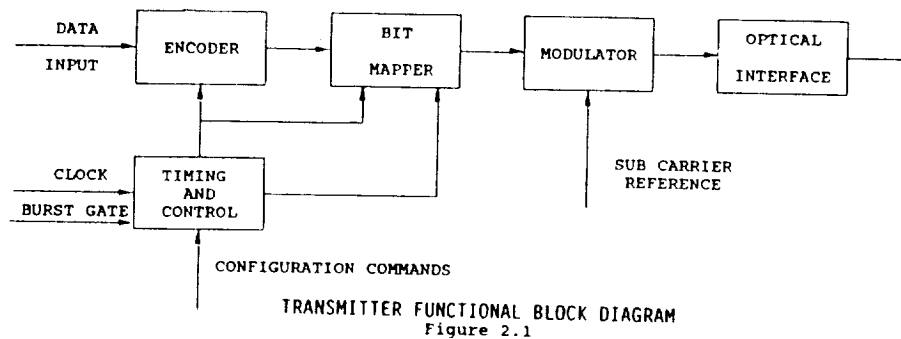 DATA
INPUT
ENCODER
BIT
MAPPER
MODULATOR
OPTICAL
INTERFACE
CLOCK
BURST GATE
TIMING
AND
CONTROL
SUB CARRIER
REFERENCE
CONFIGURATION COMMANDS
TRANSMITTER FUNCTIONAL BLOCK DIAGRAM
Figure 2.1